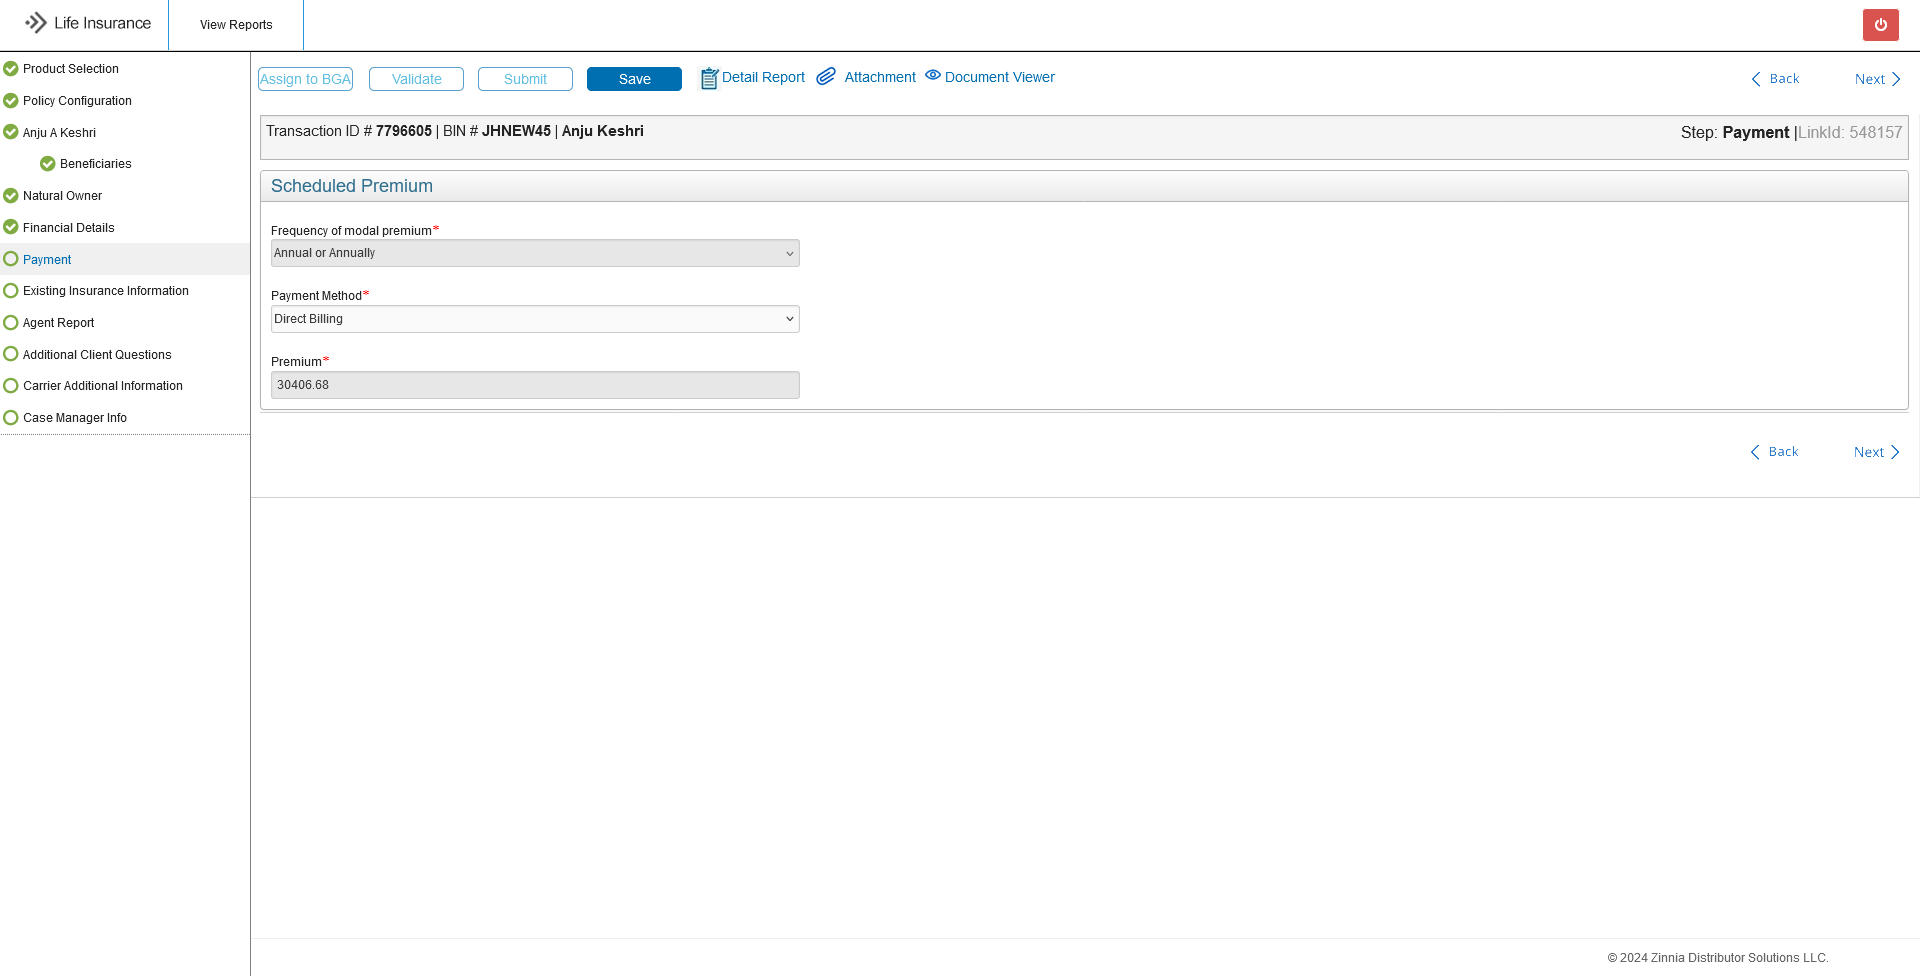 Life Insurance
View Reports
Product Selection
Policy Configuration
Anju A Keshri
Beneficiaries
Natural Owner
Financial Details
Payment
Existing Insurance Information
Agent Report
Additional Client Questions
Carrier Additional Information
Case Manager Info
Assign to BGA
Validate
Submit
Save
Detail Report
Attachment
Document Viewer
Back
Next
Transaction ID # 7796605 | BIN # JHNEW45 | Anju Keshri
Step: Payment |LinkId: 548157
Scheduled Premium
Frequency of modal premium*
Annual or Annually
Payment Method*
Direct Billing
Premium*
30406.68
Back
Next
© 2024 Zinnia Distributor Solutions LLC.